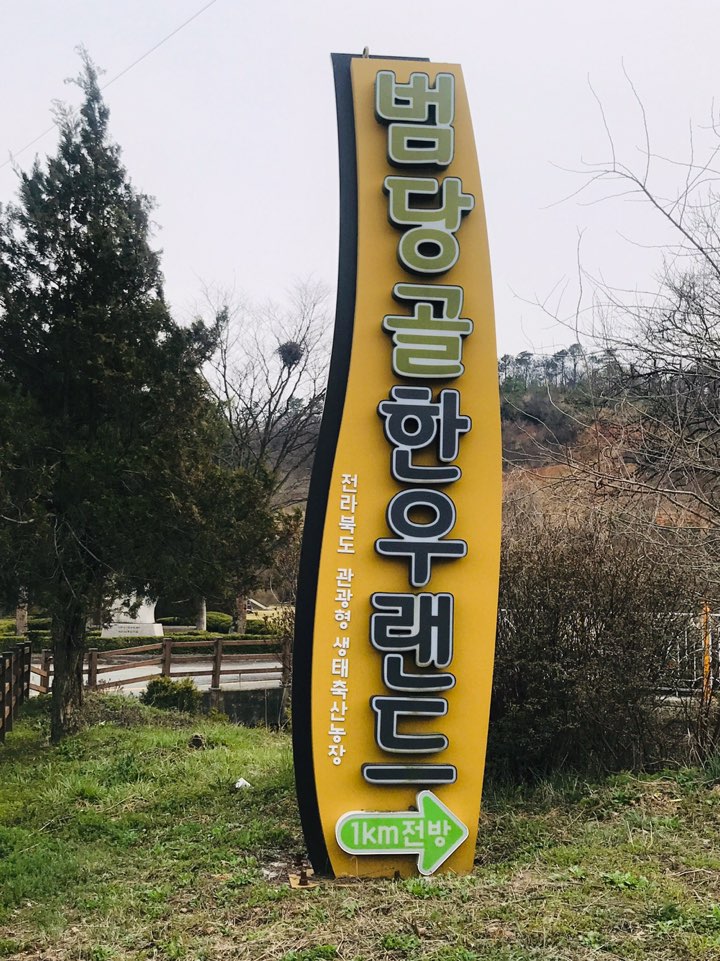 범당골한우랜드
전라북도 관광형 생태축산농장
1km전방